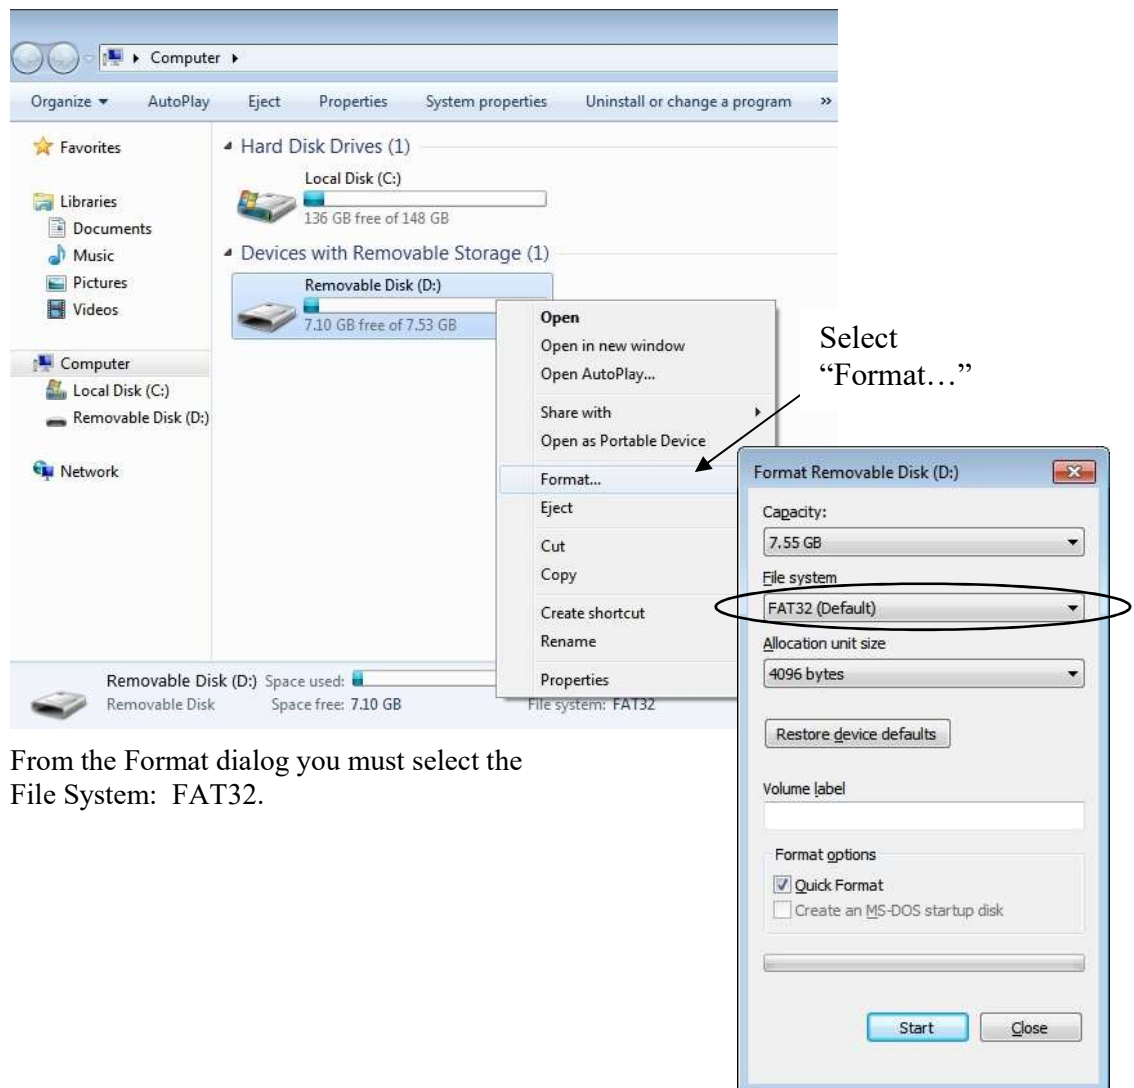 Computer
Organize
AutoPlay
Eject
Properties
System properties
Uninstall or change a program
»
Favorites
Libraries
Documents
Music
Pictures
Videos
Computer
Local Disk (C:)
Removable Disk (D:)
Network
Hard Disk Drives (1)
Local Disk (C:)
136 GB free of 148 GB
Devices with Removable Storage (1)
Removable Disk (D:)
7.10 GB free of 7.53 GB
Open
Open in new window
Open AutoPlay...
Share with
Open as Portable Device
Format...
Eject
Cut
Copy
Create shortcut
Rename
Properties
Select
“Format…”
Removable Disk (D:) Space used:
Removable Disk Space free: 7.10 GB File system: FAT32
Format Removable Disk (D:)
Capacity:
7.55 GB
File system
FAT32 (Default)
Allocation unit size
4096 bytes
Restore device defaults
Volume label
Format options
Quick Format
Create an MS-DOS startup disk
Start
Close
From the Format dialog you must select the
File System: FAT32.